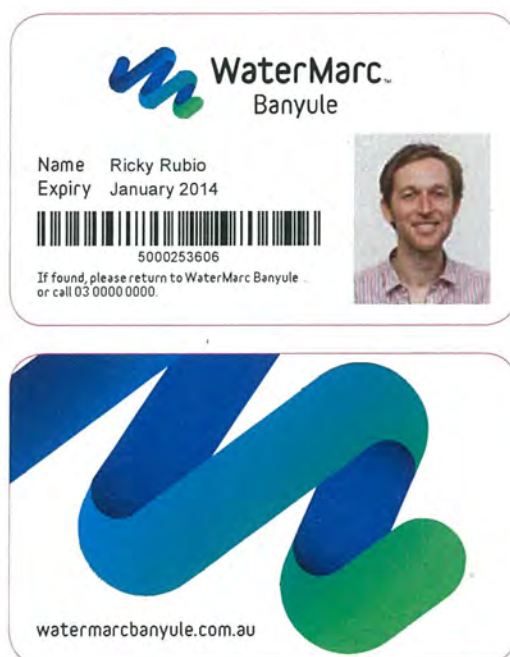 WaterMarc™
Banyule
Name Ricky Rubio
Expiry January 2014
5000253606
If found, please return to WaterMarc Banyule
or call 03 0000 0000.
watermarcbanyule.com.au